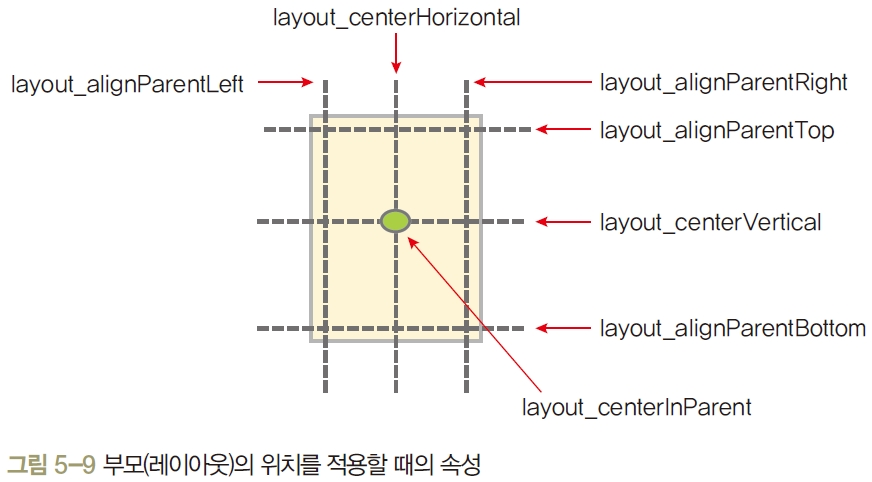 layout_centerHorizontal
layout_alignParentLeft
layout_alignParentRight
layout_alignParentTop
layout_centerVertical
layout_alignParentBottom
layout_centerInParent
그림 5-9 부모(레이아웃)의 위치를 적용할 때의 속성